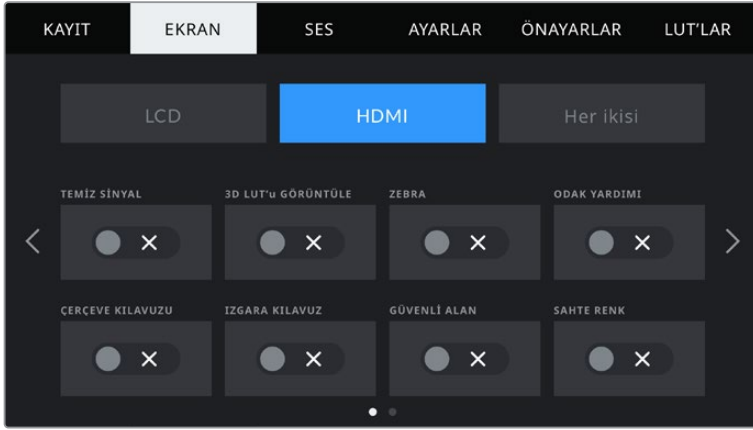 KAYIT EKRAN SES AYARLAR ÖNAYARLAR LUT'LAR
LCD HDMI Her ikisi
TEMİZ SİNYAL 3D LUT'u GÖRÜNTÜLE ZEBRA ODAK YARDIMI
ÇERÇEVE KILAVUZU IZGARA KILAVUZ GÜVENLİ ALAN SAHTE RENK